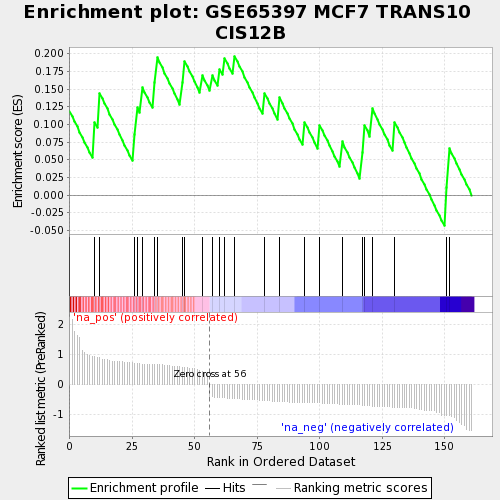 Enrichment plot: GSE65397 MCF7 TRANS10
CIS12B
Enrichment score (ES)
0.200
0.175
0.150
0.125
0.100
0.075
0.050
0.025
0.000
-0.025
-0.050
'na_pos' (positively correlated)
Ranked list metric (PreRanked)
2
1
0
-1
Zero cross at 56
'na_neg' (negatively correlated)
0
25
50
75
100
125
150
Rank in Ordered Dataset
Enrichment profile
Hits
Ranking metric scores